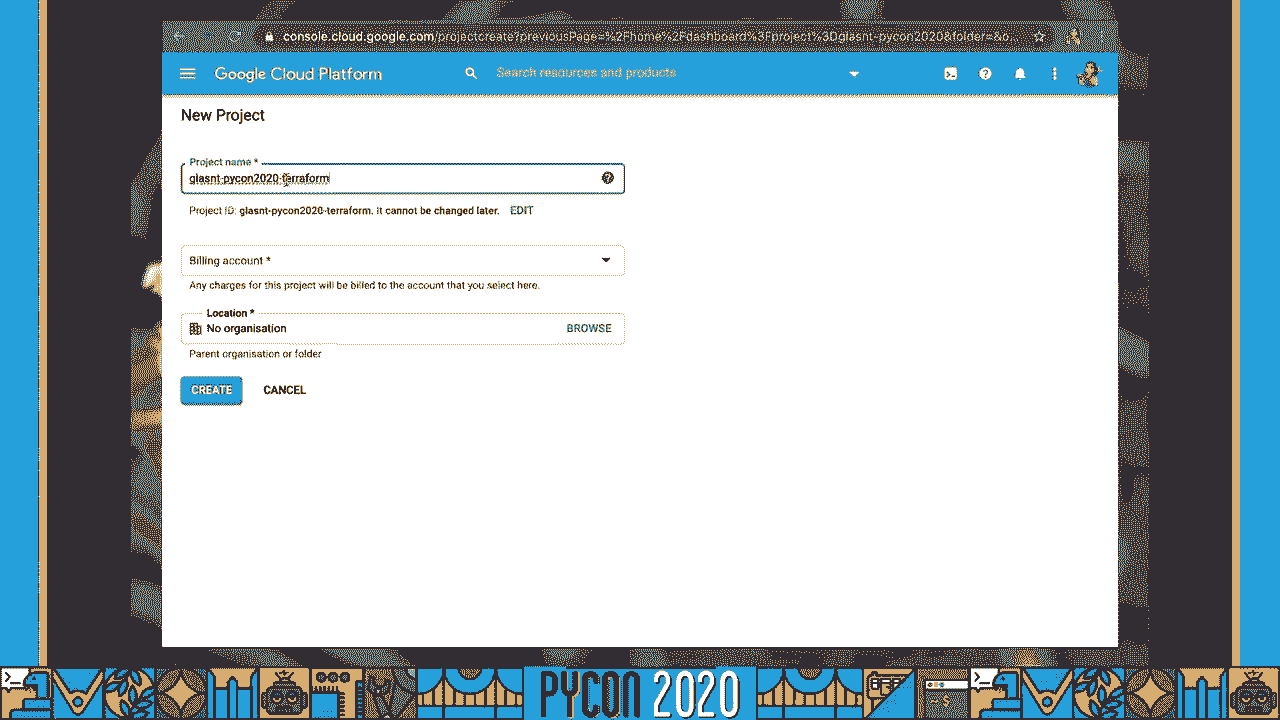 console.cloud.google.com/projectcreate?previousPage=%2Fhome%2Fdashboard%3Fproject%3Dglasnt-pycon2020&folder=&o...
Google Cloud Platform
Search resources and products
New Project
Project name *
glasnt-pycon2020-terraform
Project ID: glasnt-pycon2020-terraform. It cannot be changed later. EDIT
Billing account *
Any charges for this project will be billed to the account that you select here.
Location *
No organisation BROWSE
Parent organisation or folder
CREATE CANCEL
PYCON 2020